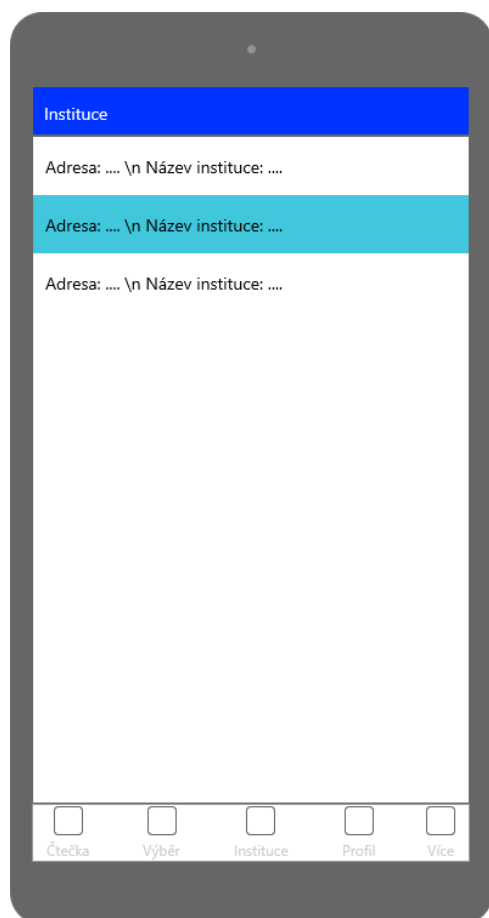 Instituce
Adresa: .... \n Název instituce: ....
Adresa: .... \n Název instituce: ....
Adresa: .... \n Název instituce: ....
Čtečka Výběr Instituce Profil Více